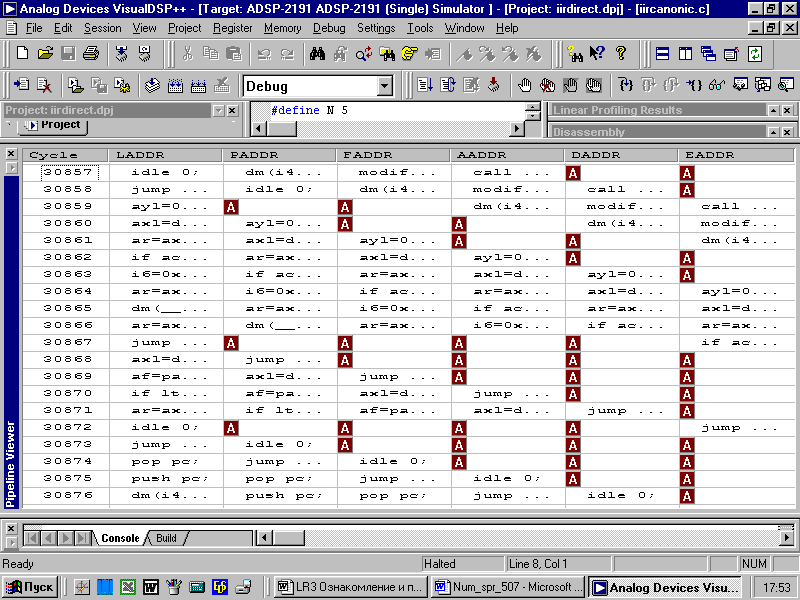 Analog Devices VisualDSP++ - [Target: ADSP-2191 ADSP-2191 (Single) Simulator ] - [Project: iirdirect.dpj] - [iircanonic.c]
File Edit Session View Project Register Memory Debug Settings Tools Window Help
Debug
Project: iirdirect.dpj
Project
#define N 5
Linear Profiling Results
Disassembly
Cycle LADDR PADDR FADDR AADDR DADDR EADDR
30857 idle 0; dm(i4... modif... call ... A A
30858 jump ... idle 0; dm(i4... modif... call ... A
30859 ay1=0... A A dm(i4... modif... call ...
30860 ax1=d... ay1=0... A A dm(i4... modif...
30861 ar=ax... ax1=d... ay1=0... A A dm(i4...
30862 if ac... ar=ax... ax1=d... ay1=0... A A
30863 i6=0x... if ac... ar=ax... ax1=d... ay1=0... A
30864 ar=ax... i6=0x... if ac... ar=ax... ax1=d... ay1=0...
30865 dm(__... ar=ax... i6=0x... if ac... ar=ax... ax1=d...
30866 ar=ax... dm(__... ar=ax... i6=0x... if ac... ar=ax...
30867 jump ... A A A A if ac...
30868 ax1=d... jump ... A A A A
30869 af=pa... ax1=d... jump ... A A A
30870 if lt... af=pa... ax1=d... jump ... A A
30871 ar=ax... if lt... af=pa... ax1=d... jump ... A
30872 idle 0; A A A A jump ...
30873 jump ... idle 0; A A A A
30874 pop pc; jump ... idle 0; A A A
30875 push pc; pop pc; jump ... idle 0; A A
30876 dm(i4... push pc; pop pc; jump ... idle 0; A
Pipeline Viewer
Console Build
Ready Halted Line 8, Col 1 NUM
Пуск LR3 Ознакомление и п... Num_spr_507 - Microsoft ... Analog Devices Visu... 17:53